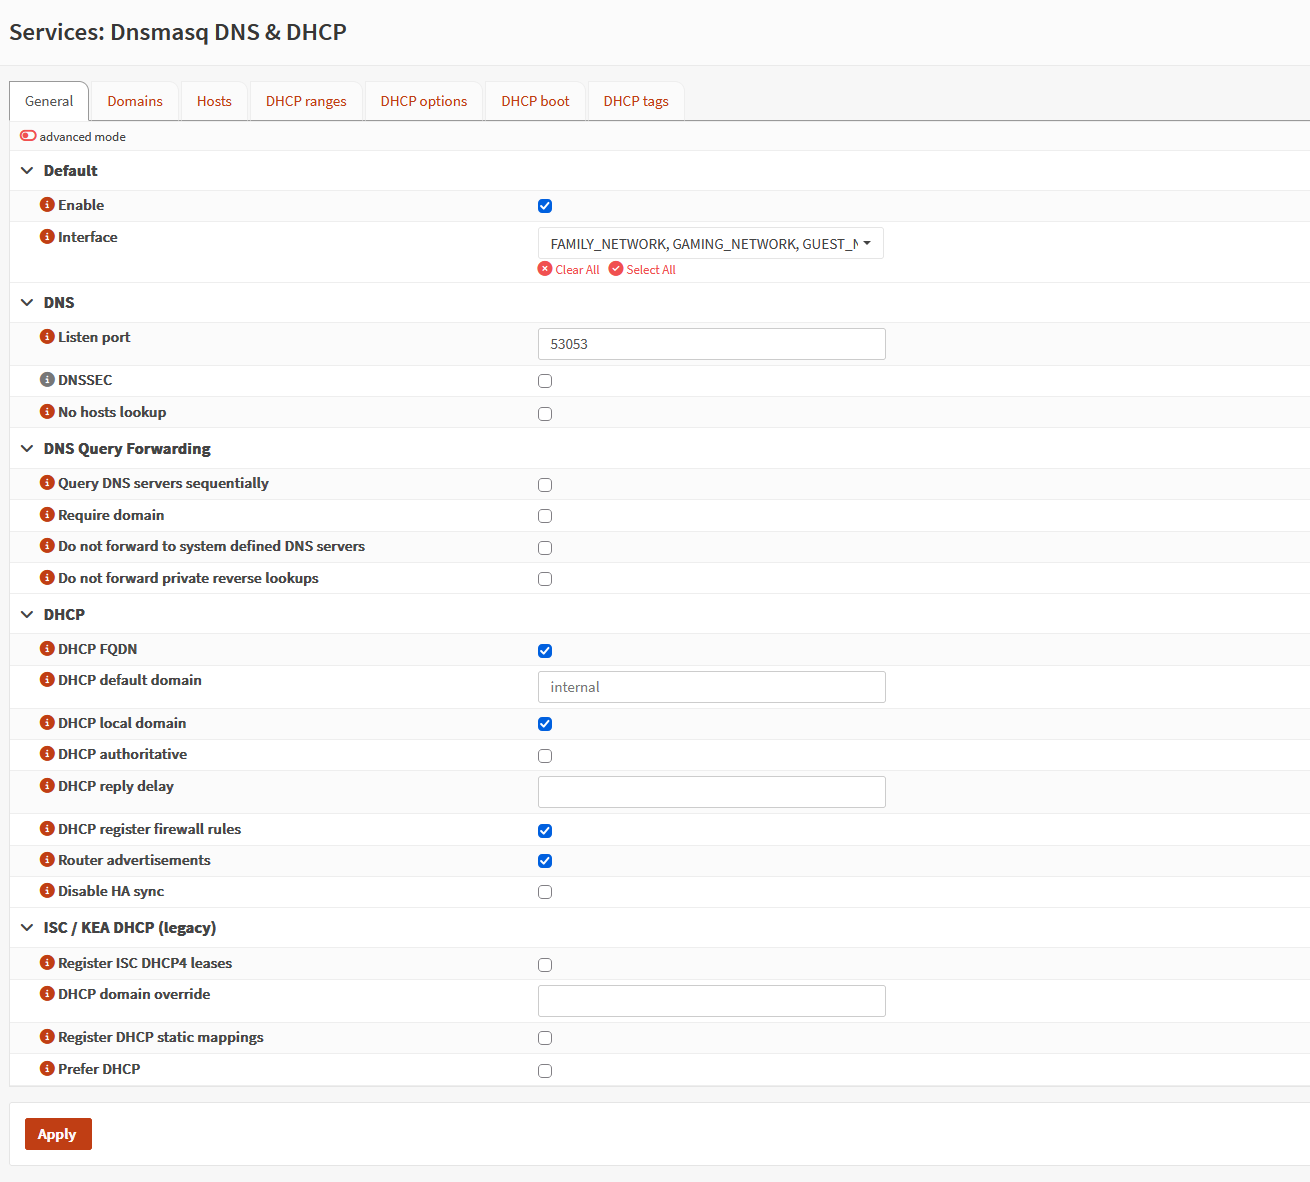 Services: Dnsmasq DNS & DHCP
General Domains Hosts DHCP ranges DHCP options DHCP boot DHCP tags
advanced mode
Default
Enable
Interface
FAMILY_NETWORK, GAMING_NETWORK, GUEST_N
Clear All Select All
DNS
Listen port
53053
DNSSEC
No hosts lookup
DNS Query Forwarding
Query DNS servers sequentially
Require domain
Do not forward to system defined DNS servers
Do not forward private reverse lookups
DHCP
DHCP FQDN
DHCP default domain
internal
DHCP local domain
DHCP authoritative
DHCP reply delay
DHCP register firewall rules
Router advertisements
Disable HA sync
ISC / KEA DHCP (legacy)
Register ISC DHCP4 leases
DHCP domain override
Register DHCP static mappings
Prefer DHCP
Apply